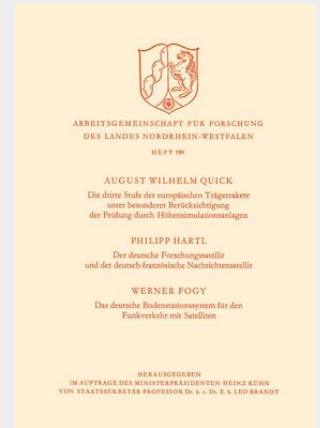 ARBEITSGEMEINSCHAFT FÜR FORSCHUNG
DES LANDES NORDRHEIN-WESTFALEN
HEFT 189
AUGUST WILHELM QUICK
Die dritte Stufe der europäischen Trägerrakete
unter besonderer Berücksichtigung
der Prüfung durch Höhensimulationsanlagen
PHILIPP HARTL
Der deutsche Forschungssatellit
und der deutsch-französische Nachrichtensatellit
WERNER FOGY
Das deutsche Bodenstationssystem für den
Funkverkehr mit Satelliten
HERAUSGEGEBEN
IM AUFTRAGE DES MINISTERPRÄSIDENTEN HEINZ KÜHN
VON STAATSSEKRETÄR PROFESSOR Dr. h. c. Dr. E. h. LEO BRANDT